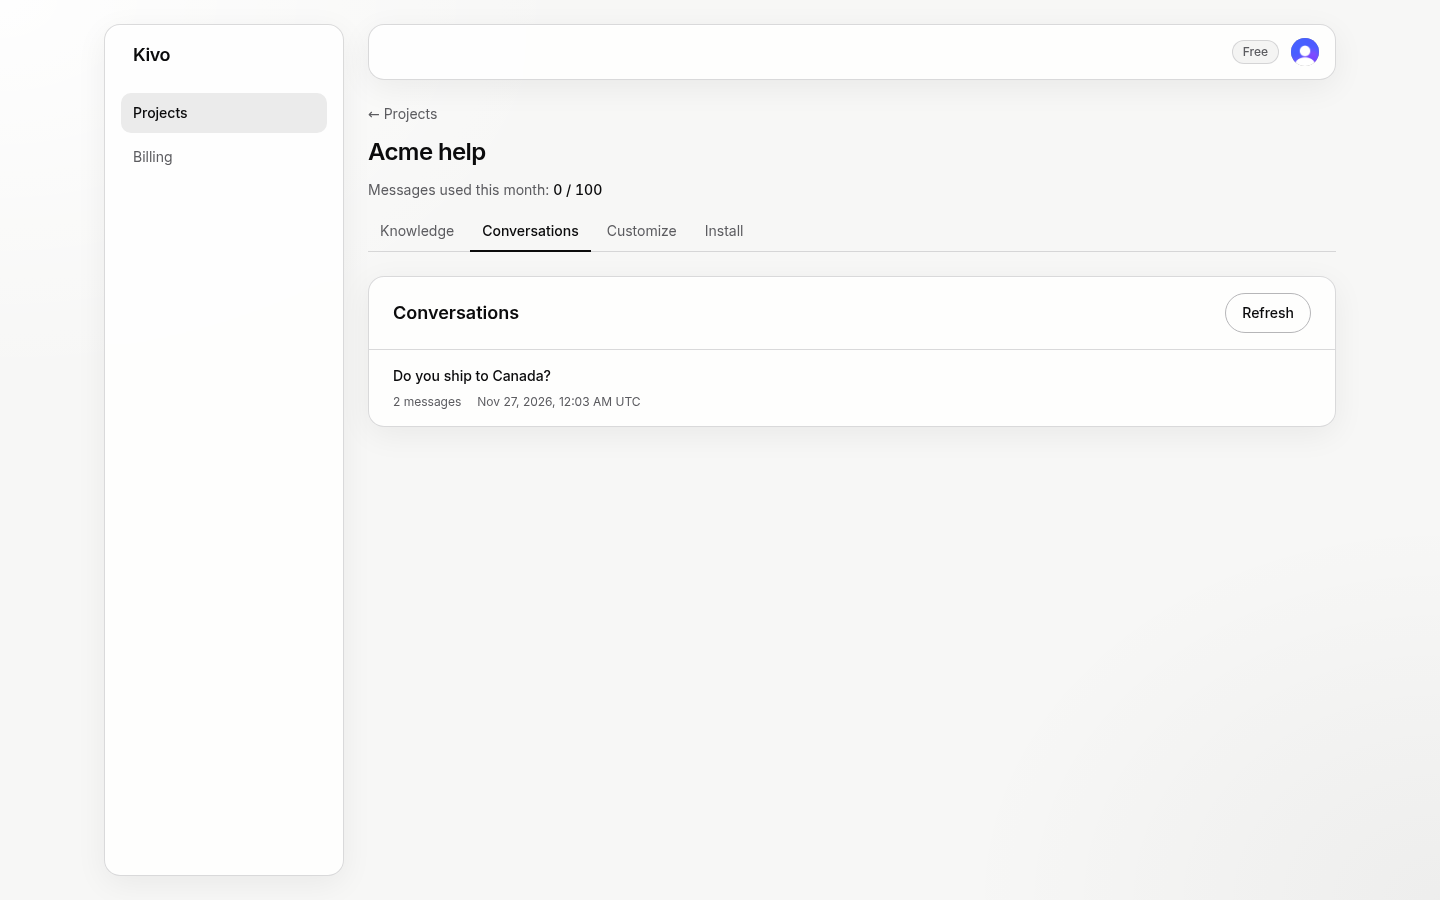 Kivo
Projects
Billing
Free
← Projects
Acme help
Messages used this month: 0 / 100
Knowledge Conversations Customize Install
Conversations
Refresh
Do you ship to Canada?
2 messages Nov 27, 2026, 12:03 AM UTC